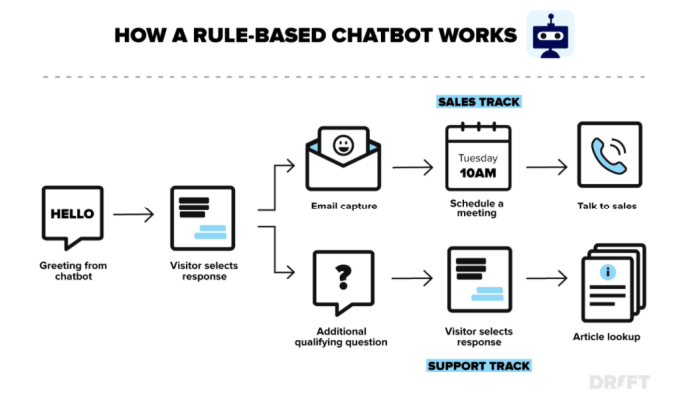 HOW A RULE-BASED CHATBOT WORKS
SALES TRACK
Tuesday
10AM
Email capture
Schedule a
meeting
Talk to sales
HELLO
Greeting from
chatbot
Visitor selects
response
?
Additional
qualifying question
Visitor selects
response
i
Article lookup
SUPPORT TRACK
DRIFT